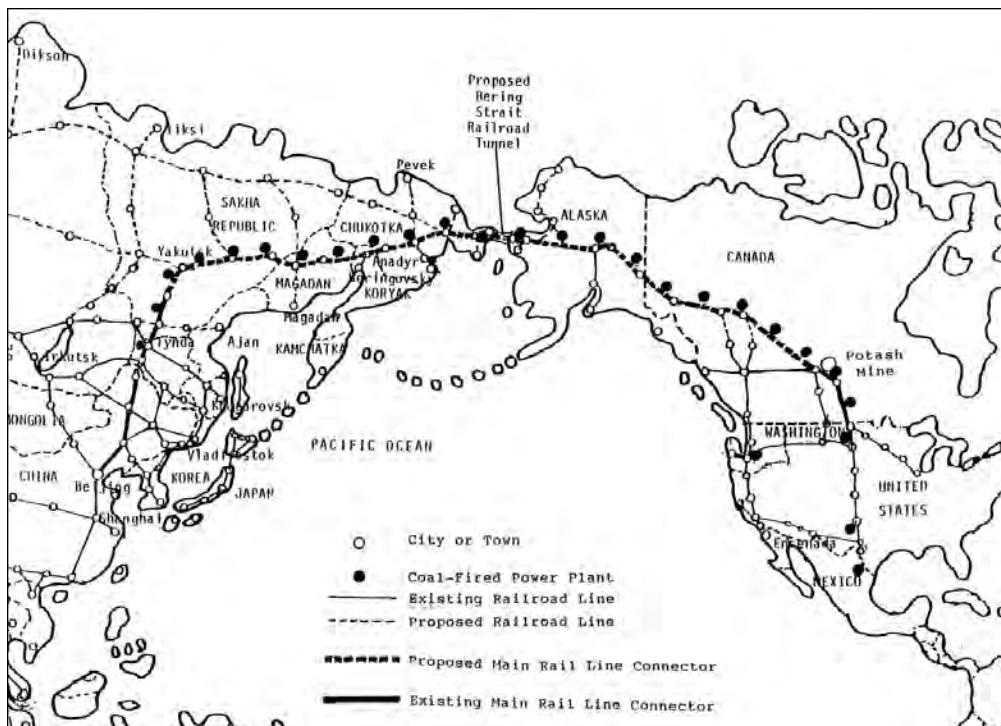 Dikson
Tiksi
Proposed
Bering
Strait
Railroad
Tunnel
Pevek
SAKHA
REPUBLIC
CHUKOTKA
ALASKA
Yakutsk
Anadyr
CANADA
MAGADAN
Beringovsky
KORYAK
Magadan
Tynda
Ajan
KAMCHATKA
Irkutsk
Potash
Mine
Khabarovsk
MONGOLIA
WASHINGTON
PACIFIC OCEAN
Vladivostok
CHINA
KOREA
Beijing
JAPAN
UNITED
STATES
Shanghai
Ensenada
MEXICO
City or Town
Coal-Fired Power Plant
Existing Railroad Line
Proposed Railroad Line
Proposed Main Rail Line Connector
Existing Main Rail Line Connector